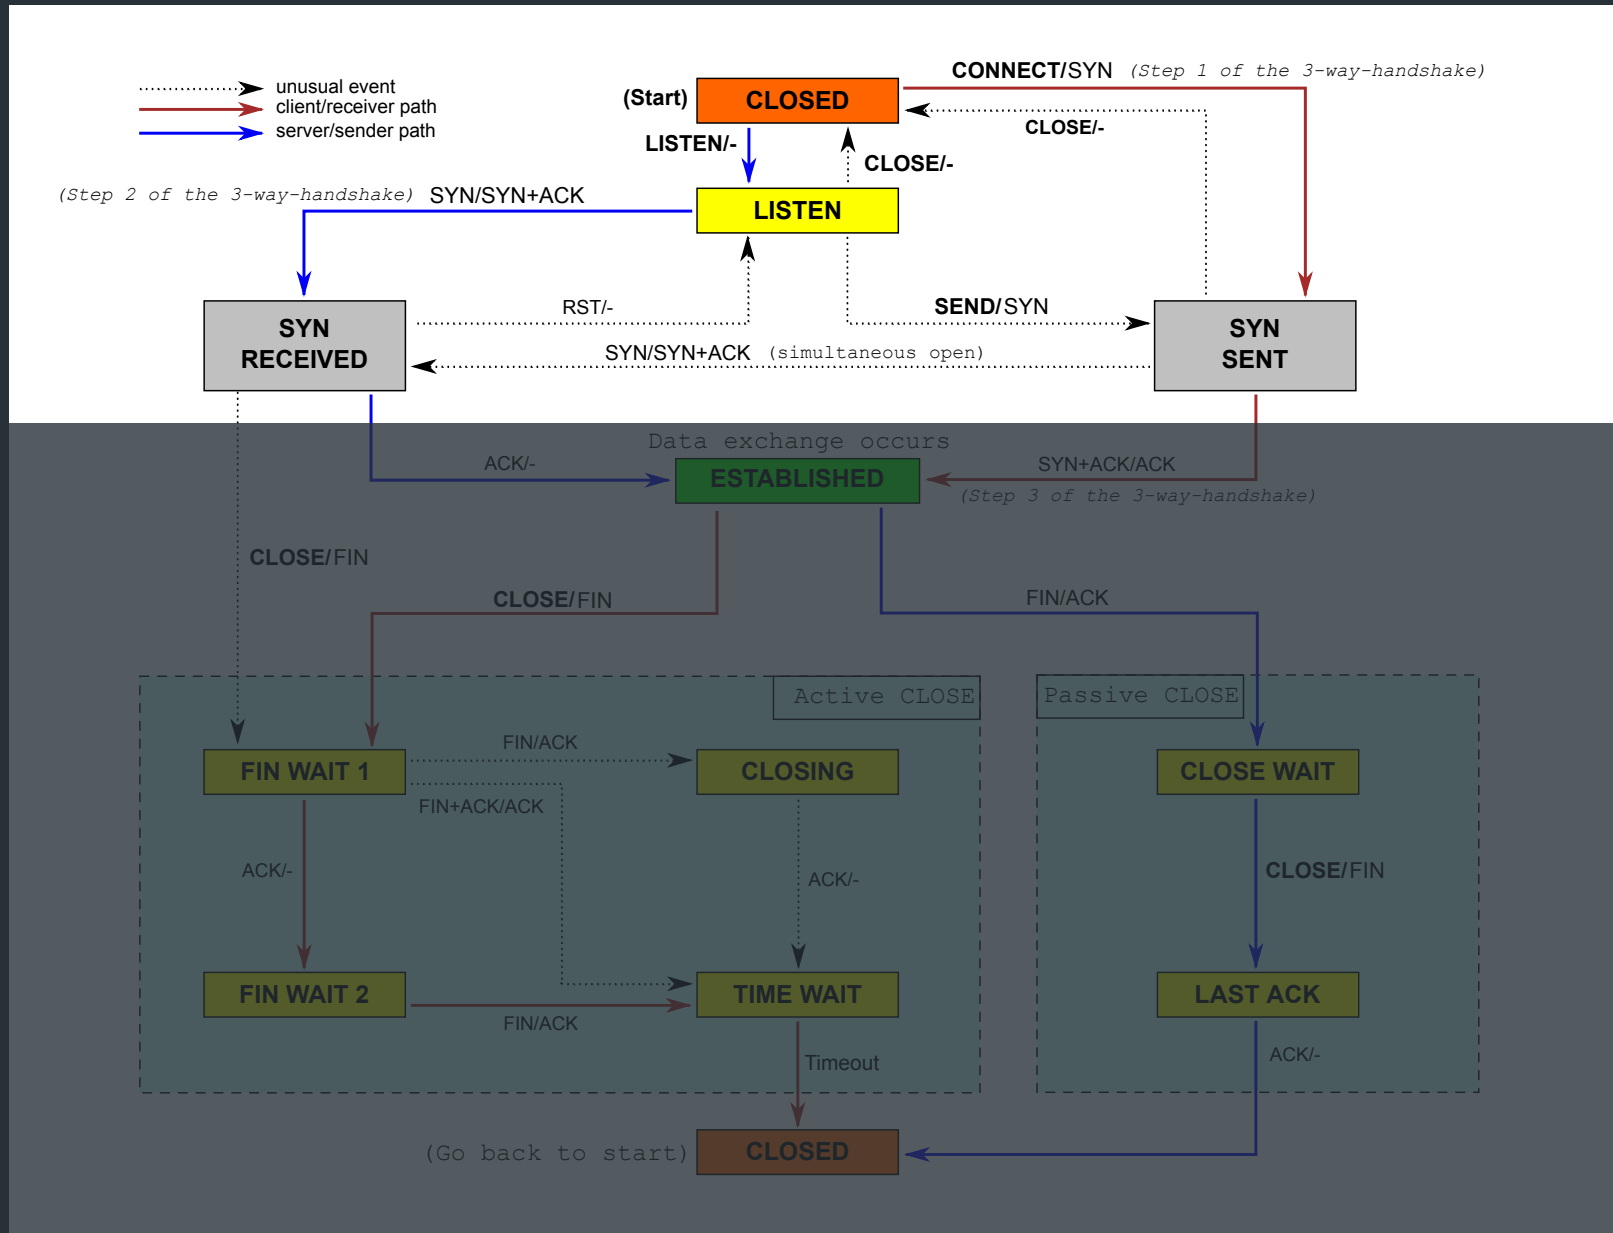 CONNECT/SYN (Step 1 of the 3-way-handshake)
unusual event
client/receiver path
server/sender path
(Start) CLOSED
CLOSE/-
LISTEN/-
CLOSE/-
(Step 2 of the 3-way-handshake) SYN/SYN+ACK
LISTEN
RST/-
SEND/SYN
SYN
RECEIVED
SYN
SENT
SYN/SYN+ACK (simultaneous open)
Data exchange occurs
ACK/-
ESTABLISHED
SYN+ACK/ACK
(Step 3 of the 3-way-handshake)
CLOSE/FIN
CLOSE/FIN
FIN/ACK
Active CLOSE
Passive CLOSE
FIN WAIT 1
FIN/ACK
CLOSING
CLOSE WAIT
FIN+ACK/ACK
ACK/-
ACK/-
CLOSE/FIN
FIN WAIT 2
TIME WAIT
LAST ACK
FIN/ACK
Timeout
ACK/-
(Go back to start) CLOSED